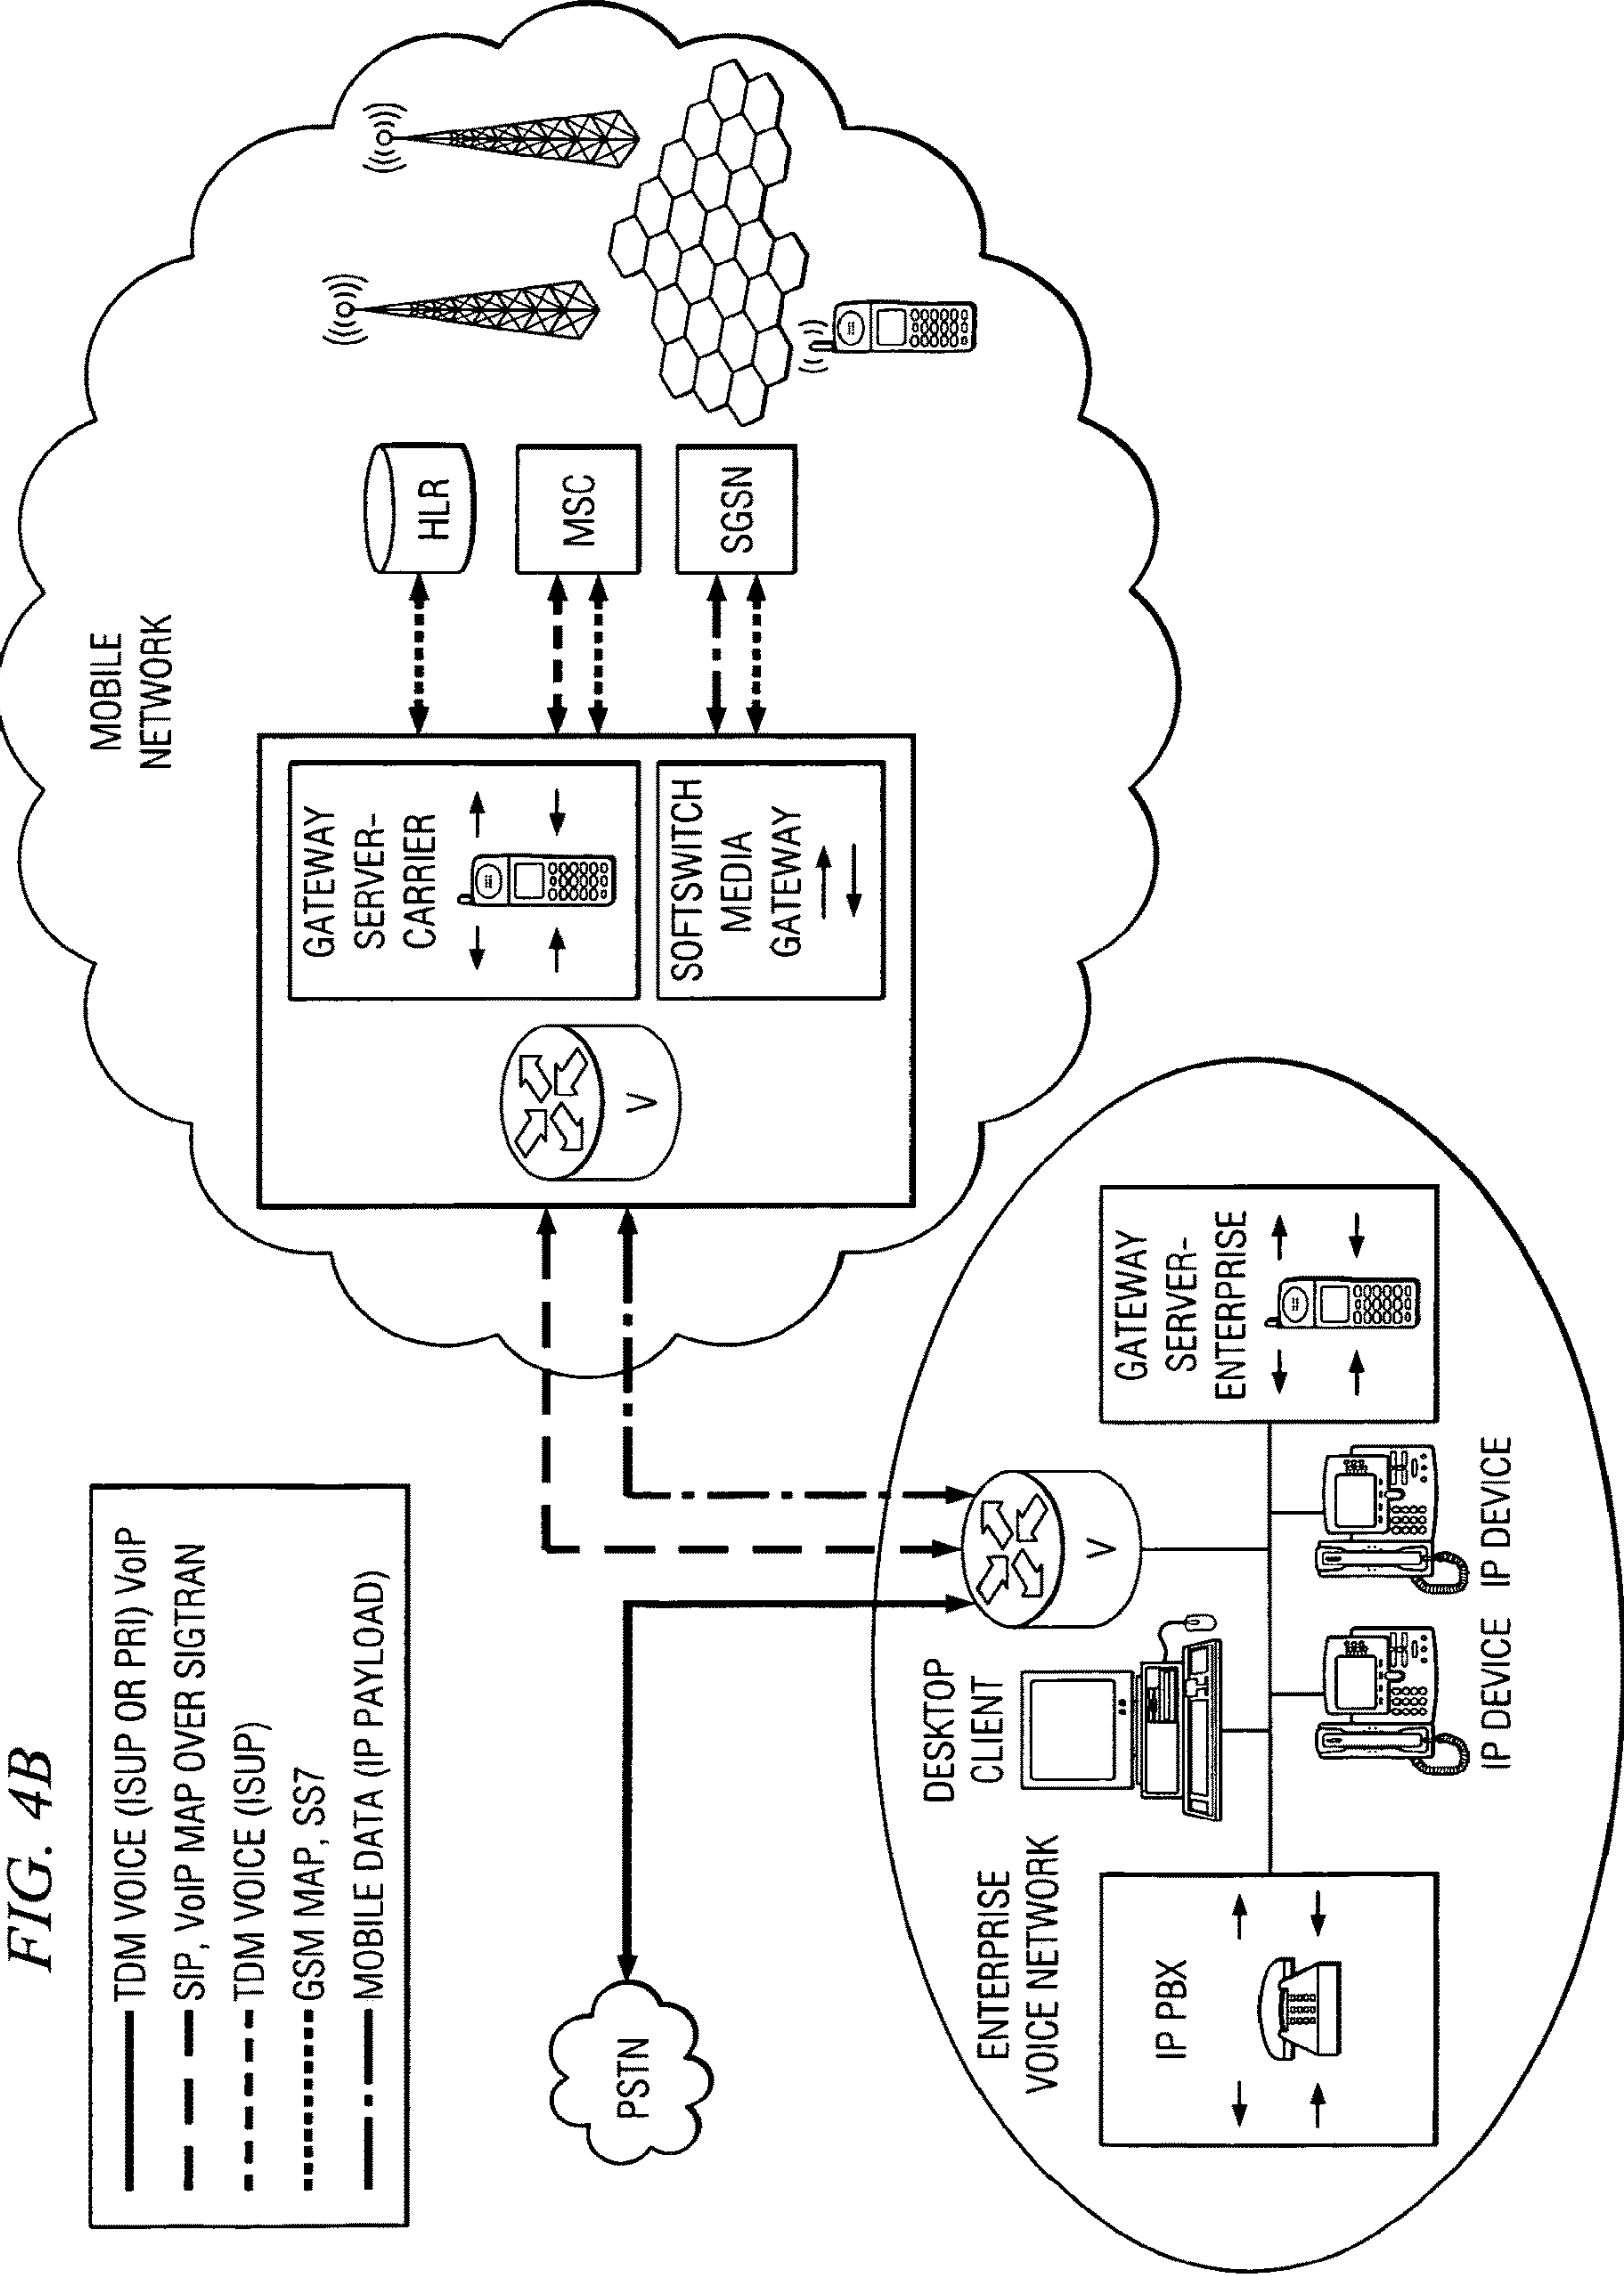 FIG. 4B
TDM VOICE (ISUP OR PRI) VoIP
SIP, VoIP MAP OVER SIGTRAN
TDM VOICE (ISUP)
GSM MAP, SS7
MOBILE DATA (IP PAYLOAD)
MOBILE
NETWORK
GATEWAY
SERVER-
CARRIER
SOFTSWITCH
MEDIA
GATEWAY
V
HLR
MSC
SGSN
PSTN
ENTERPRISE
VOICE NETWORK
DESKTOP
CLIENT
V
IP PBX
GATEWAY
SERVER-
ENTERPRISE
IP DEVICE
IP DEVICE